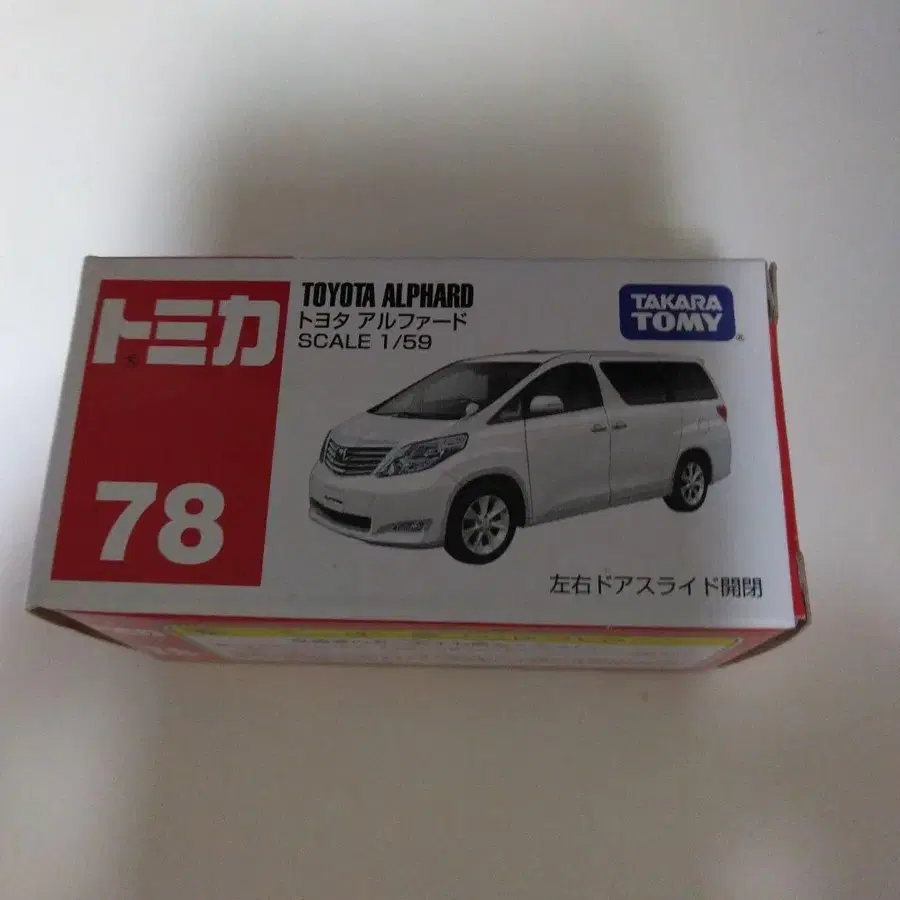 トミカ
78
TOYOTA ALPHARD
トヨタ アルファード
SCALE 1/59
TAKARA
TOMY
左右ドアスライド開閉